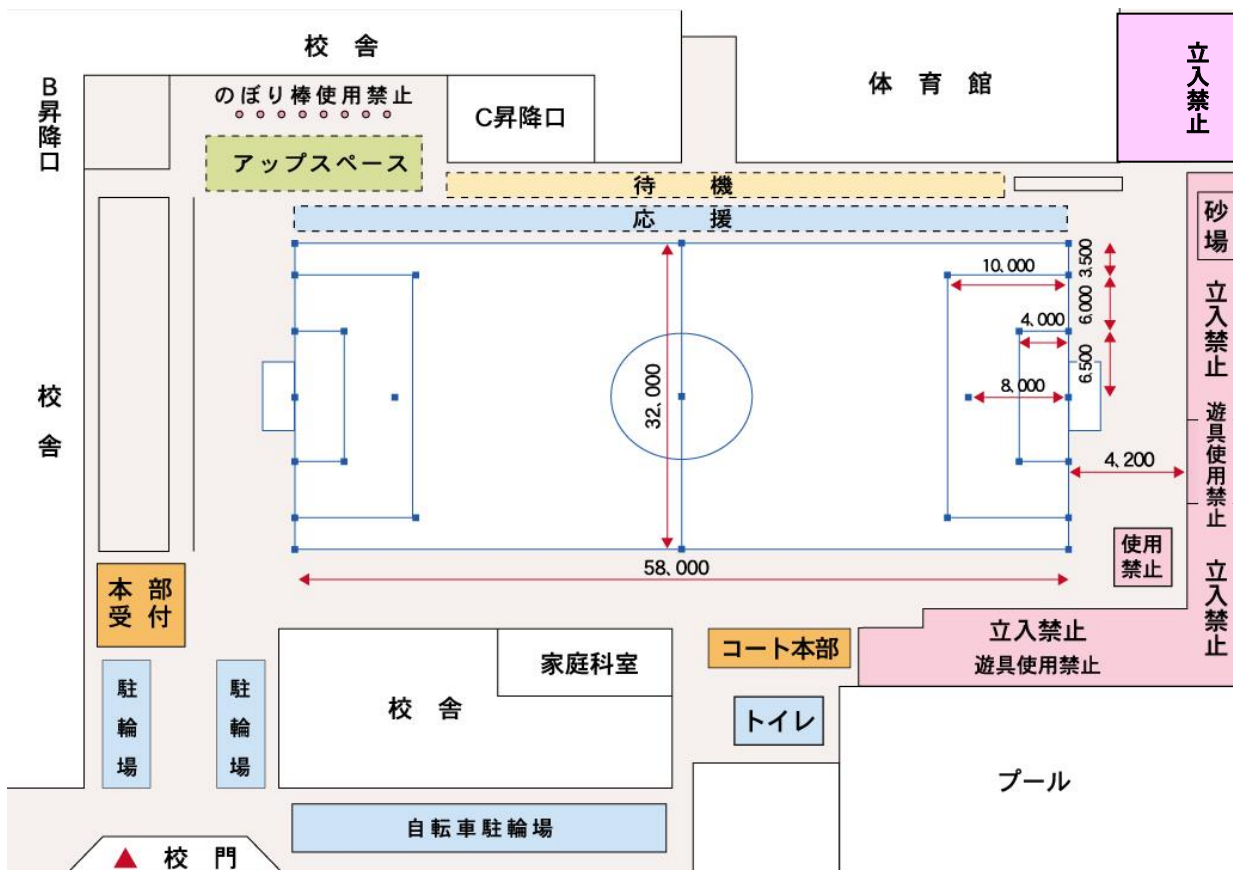 校 舎
体 育 館
立入禁止
B昇降口
のぼり棒使用禁止
C昇降口
アップスペース
待 機
応 援
砂場
3.500
10、000
6.000
立入禁止
4、000
6.500
32、000
8、000
校舎
遊具使用禁止
4、200
使用
禁止
58、000
本 部
受 付
立入禁止
立入禁止
遊具使用禁止
コート本部
家庭科室
駐輪場
駐輪場
校 舎
トイレ
プール
自転車駐輪場
校 門